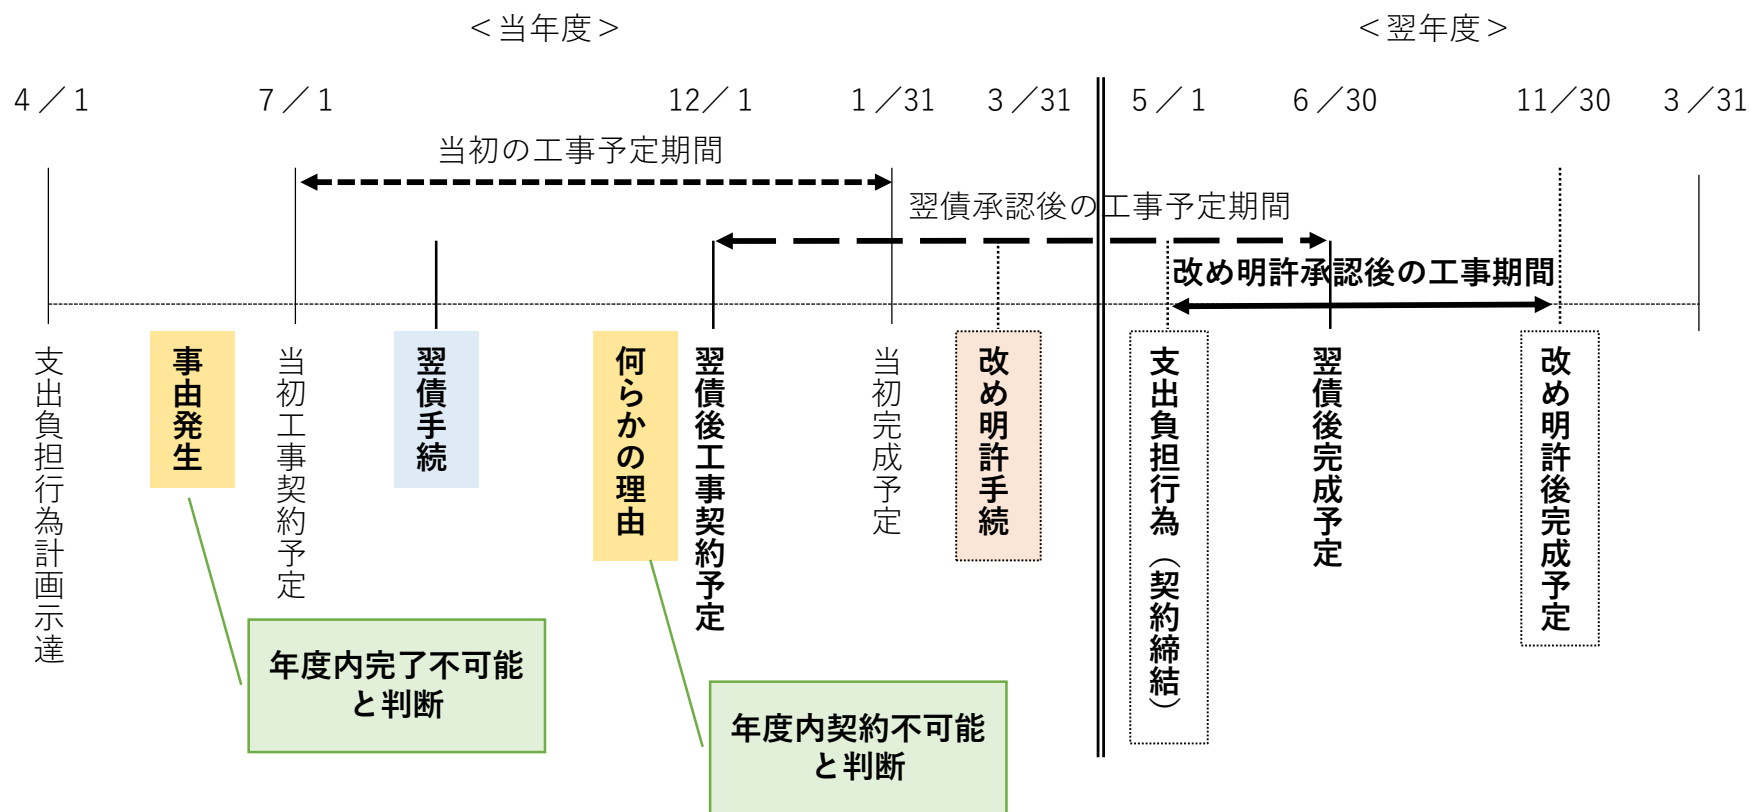 ＜当年度＞
＜翌年度＞
4／1
7／1
12／1
1／31
3／31
5／1
6／30
11／30
3／31
当初の工事予定期間
翌債承認後の工事予定期間
改め明許承認後の工事期間
支出負担行為計画示達
事由発生
当初工事契約予定
翌債手続
何らかの理由
翌債後工事契約予定
当初完成予定
改め明許手続
支出負担行為（契約締結）
翌債後完成予定
改め明許後完成予定
年度内完了不可能
と判断
年度内契約不可能
と判断